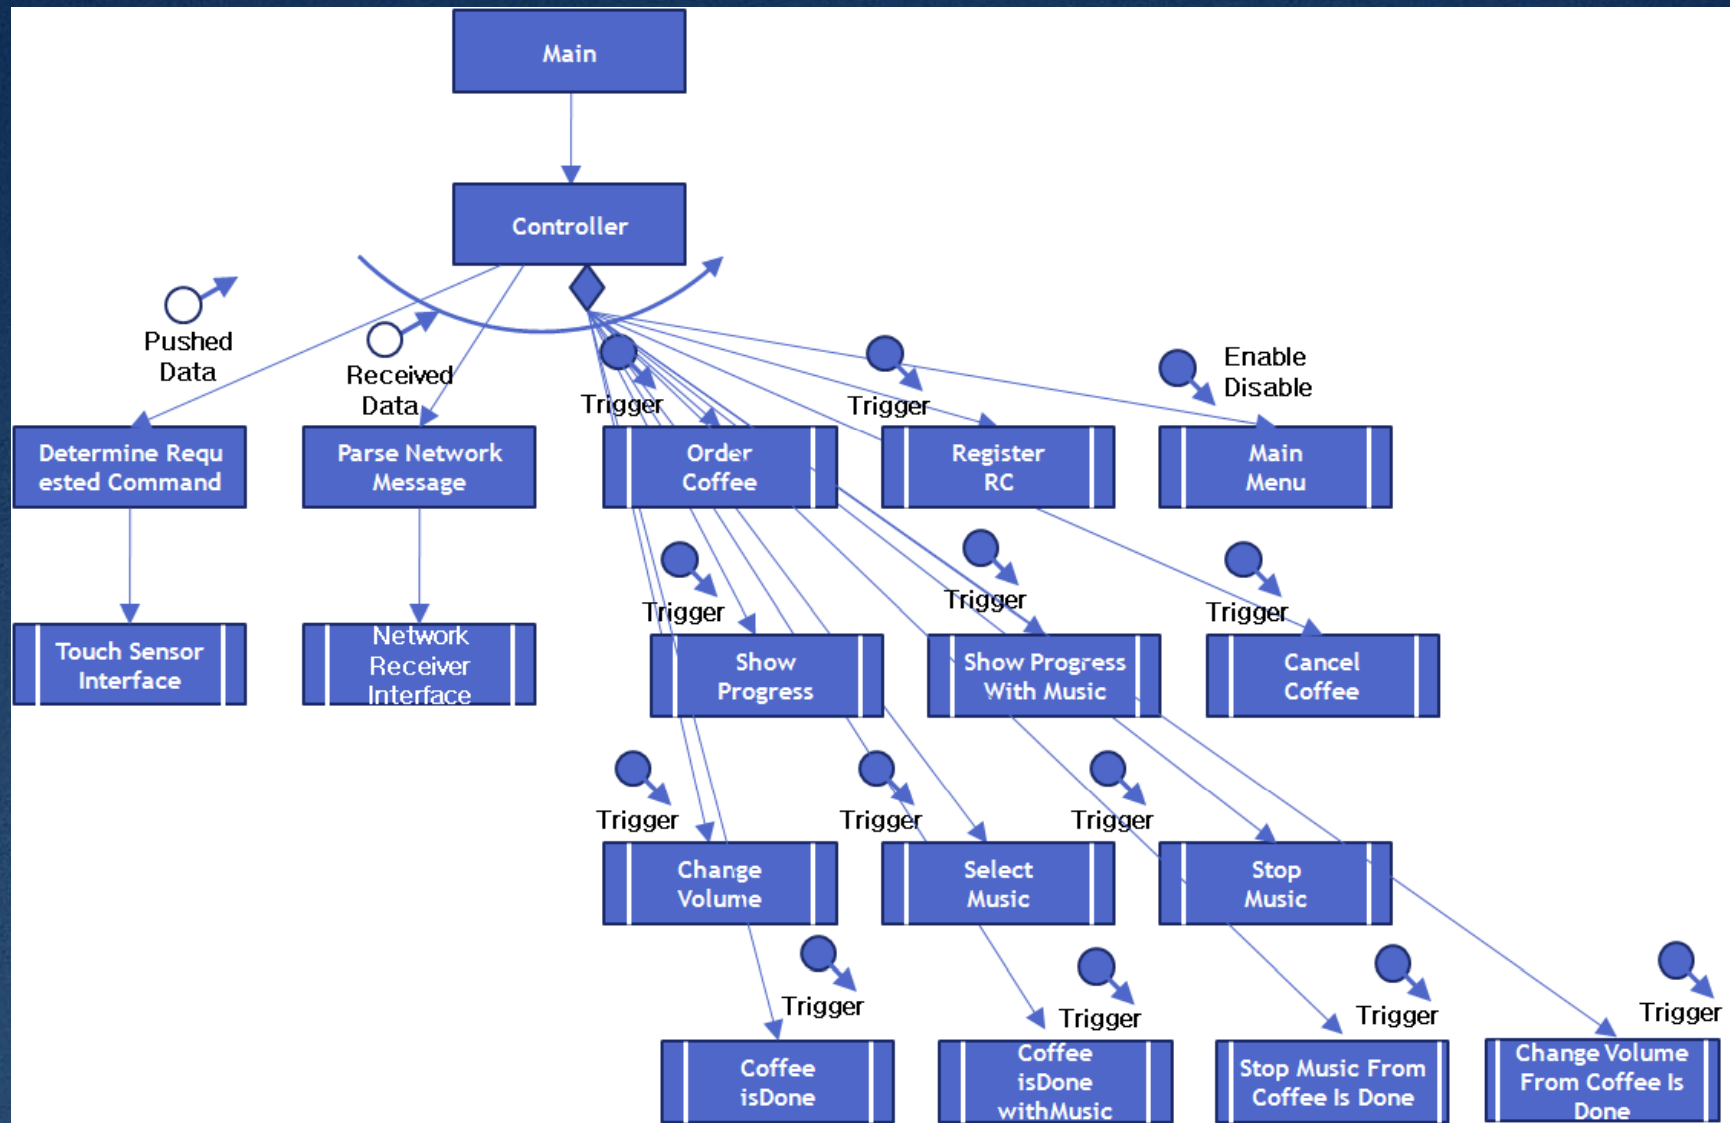 Main
Controller
Pushed
Data
Received
Data
Trigger
Trigger
Enable
Disable
Determine Requ
ested Command
Parse Network
Message
Order
Coffee
Register
RC
Main
Menu
Trigger
Trigger
Trigger
Touch Sensor
Interface
Network
Receiver
Interface
Show
Progress
Show Progress
With Music
Cancel
Coffee
Trigger
Trigger
Trigger
Change
Volume
Select
Music
Stop
Music
Trigger
Trigger
Trigger
Trigger
Coffee
isDone
Coffee
isDone
withMusic
Stop Music From
Coffee Is Done
Change Volume
From Coffee Is
Done